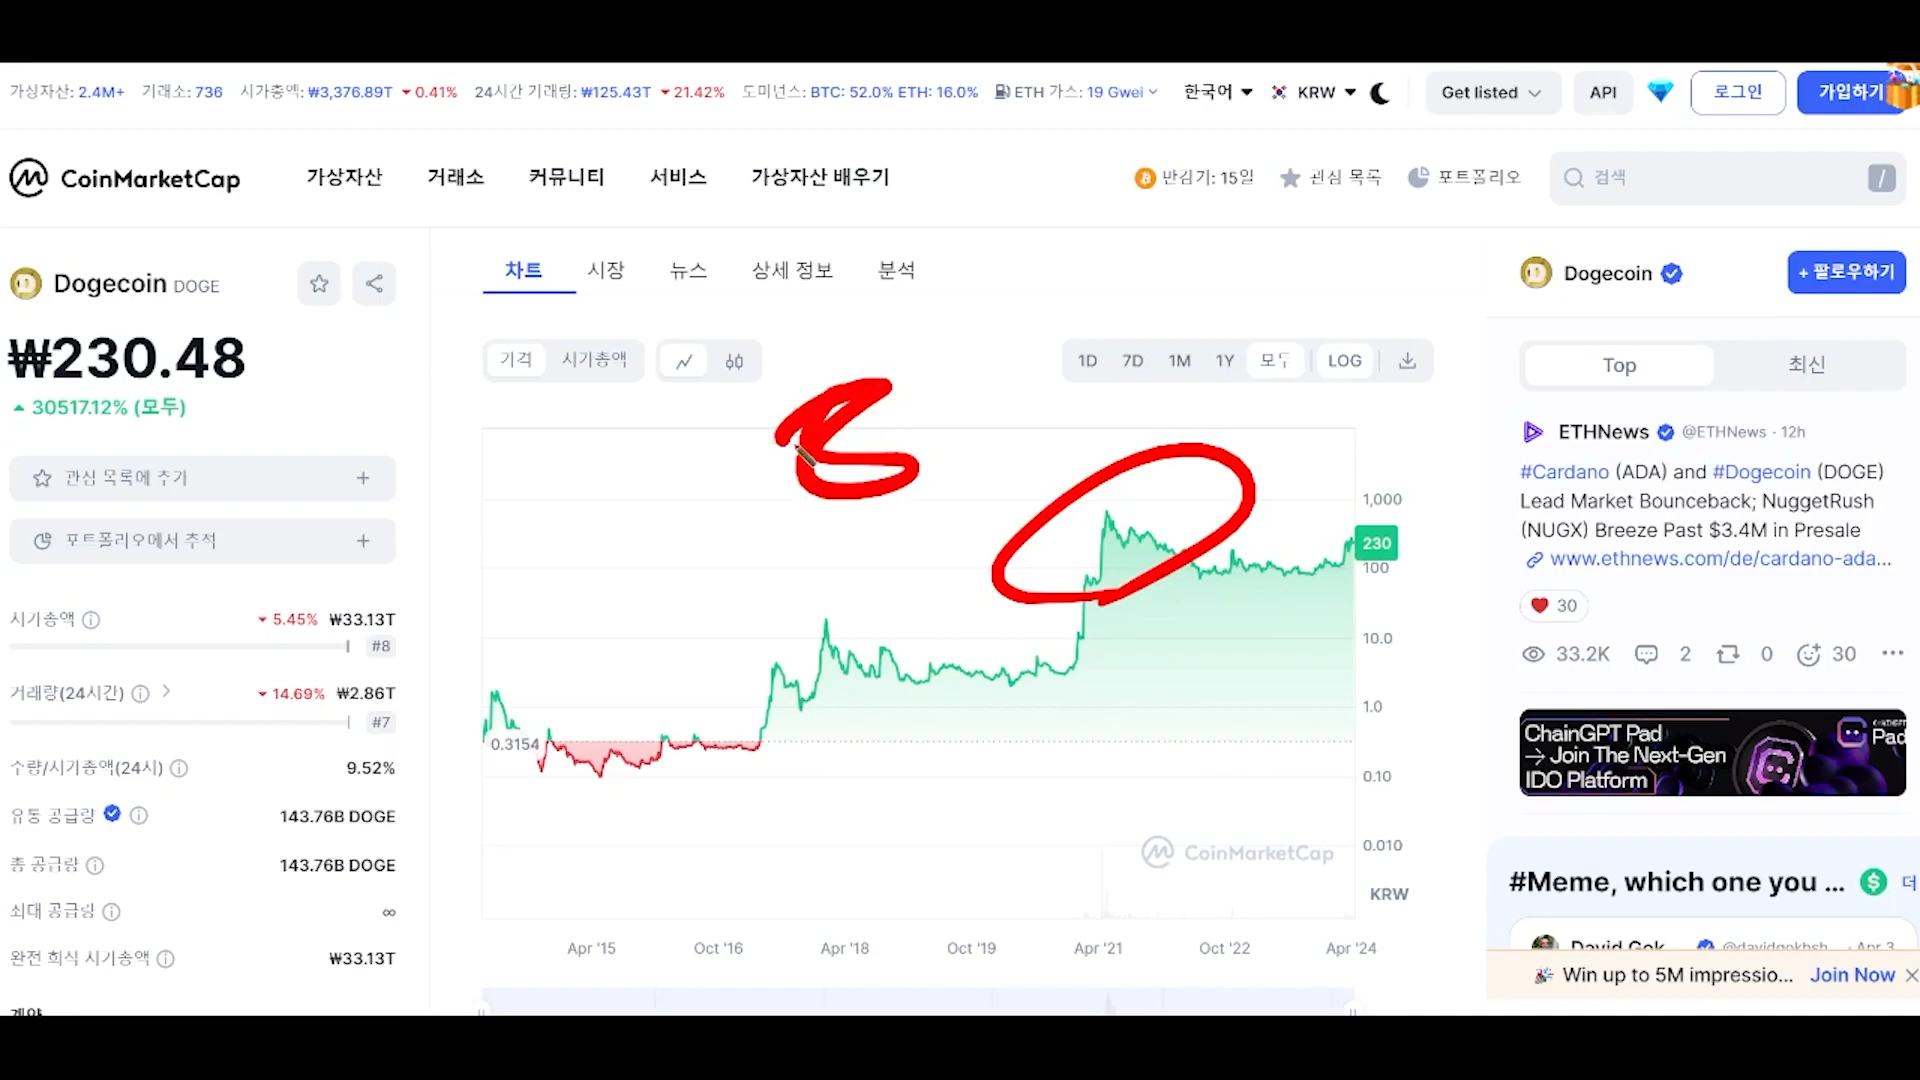 가상자산: 2.4M+ 거래소: 736 시가총액: ₩3,376.89T 0.41% 24시간 거래량: ₩125.43T 21.42% 도미넌스: BTC: 52.0% ETH: 16.0% ETH 가스: 19 Gwei 한국어 KRW Get listed API 로그인 가입하기
CoinMarketCap 가상자산 거래소 커뮤니티 서비스 가상자산 배우기 반감기: 15일 관심 목록 포트폴리오 검색 /
Dogecoin DOGE
₩230.48
30517.12% (모두)
관심 목록에 추가 +
포트폴리오에서 추적 +
시가총액 5.45% ₩33.13T
#8
거래량(24시간) 14.69% ₩2.86T
#7
수량/시가총액(24시) 9.52%
유통 공급량 143.76B DOGE
총 공급량 143.76B DOGE
최대 공급량 ∞
완전 희석 시가총액 ₩33.13T
차트 시장 뉴스 상세 정보 분석
가격 시가총액 1D 7D 1M 1Y 모두 LOG
1,000
230
100
10.0
1.0
0.3154
0.10
0.010
CoinMarketCap
KRW
Apr '15 Oct '16 Apr '18 Oct '19 Apr '21 Oct '22 Apr '24
Dogecoin + 팔로우하기
Top 최신
ETHNews @ETHNews · 12h
#Cardano (ADA) and #Dogecoin (DOGE)
Lead Market Bounceback; NuggetRush
(NUGX) Breeze Past $3.4M in Presale
www.ethnews.com/de/cardano-ada...
30
33.2K 2 0 30
ChainGPT Pad
→ Join The Next-Gen
IDO Platform
Pad
#Meme, which one you ... $ 더
David Gok @davidgokhsh · Apr 3
Win up to 5M impressio... Join Now